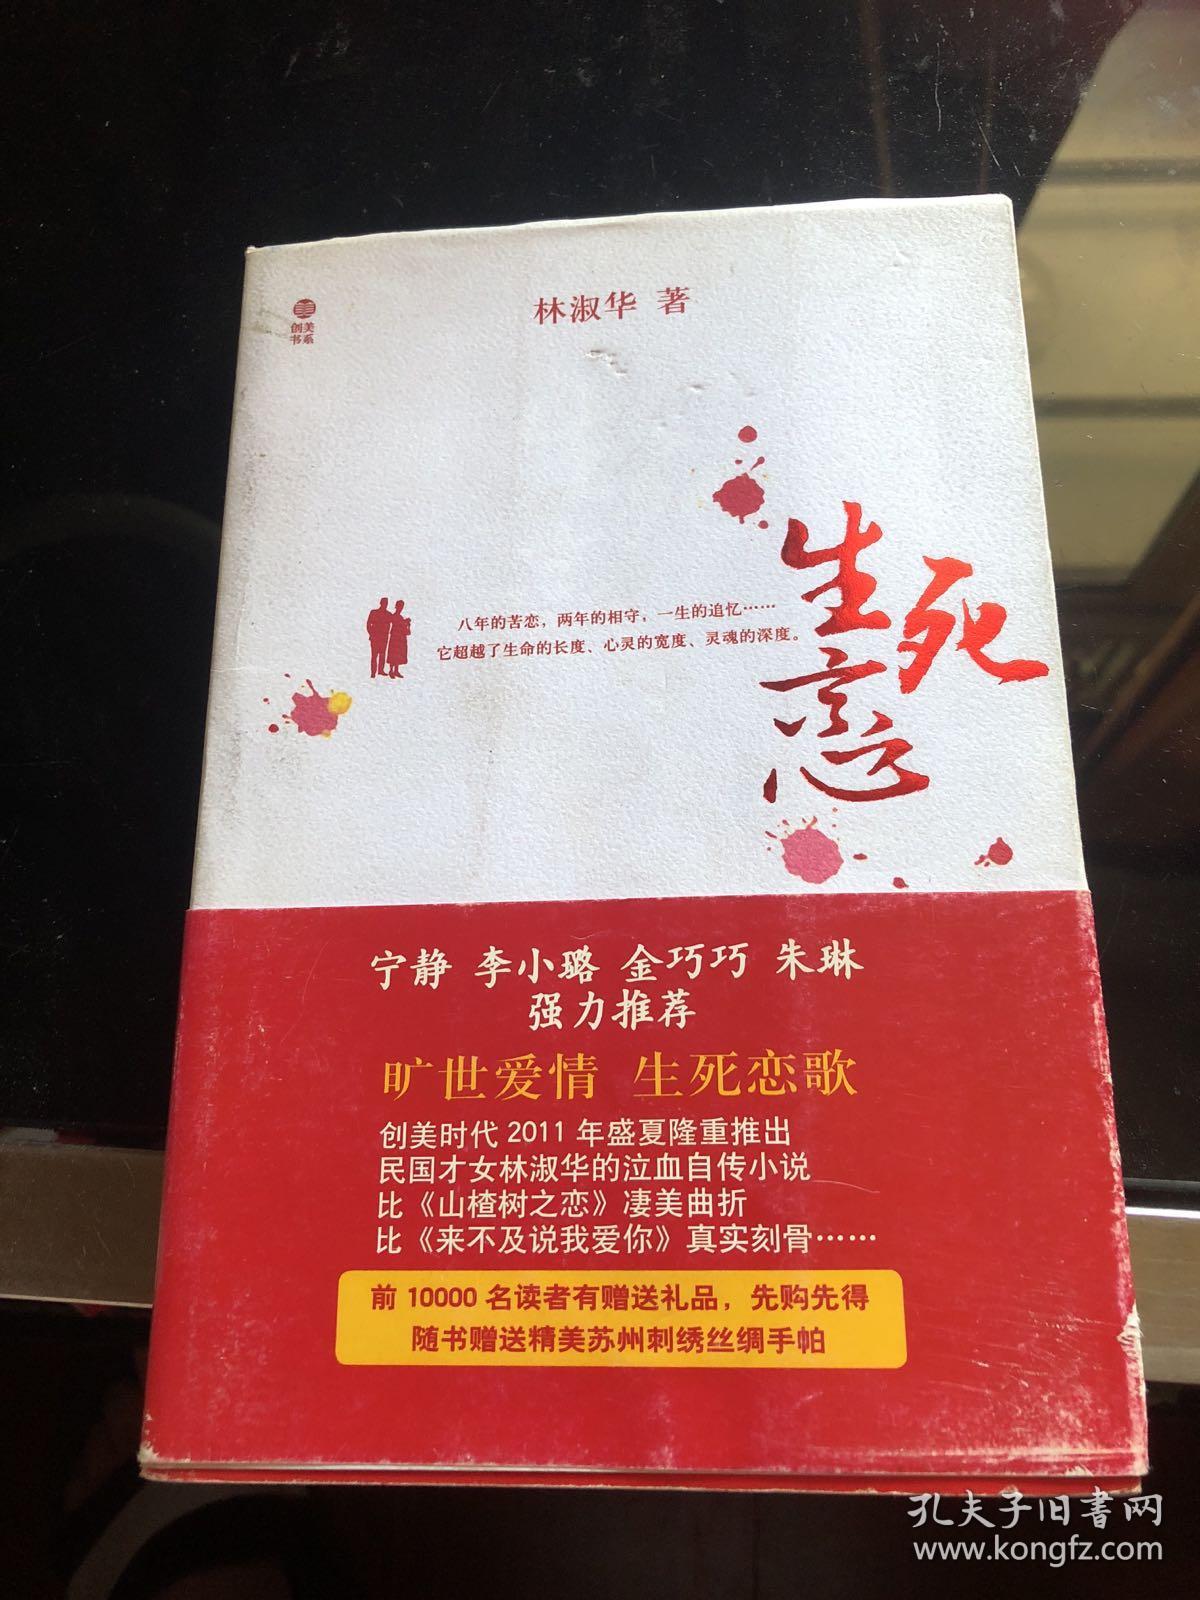 林淑华 著
创美
书系
生死恋
八年的苦恋，两年的相守，一生的追忆……
它超越了生命的长度、心灵的宽度、灵魂的深度。
宁静 李小璐 金巧巧 朱琳
强力推荐
旷世爱情 生死恋歌
创美时代 2011 年盛夏隆重推出
民国才女林淑华的泣血自传小说
比《山楂树之恋》凄美曲折
比《来不及说我爱你》真实刻骨……
前 10000 名读者有赠送礼品，先购先得
随书赠送精美苏州刺绣丝绸手帕
孔夫子旧书网
www.kongfz.com